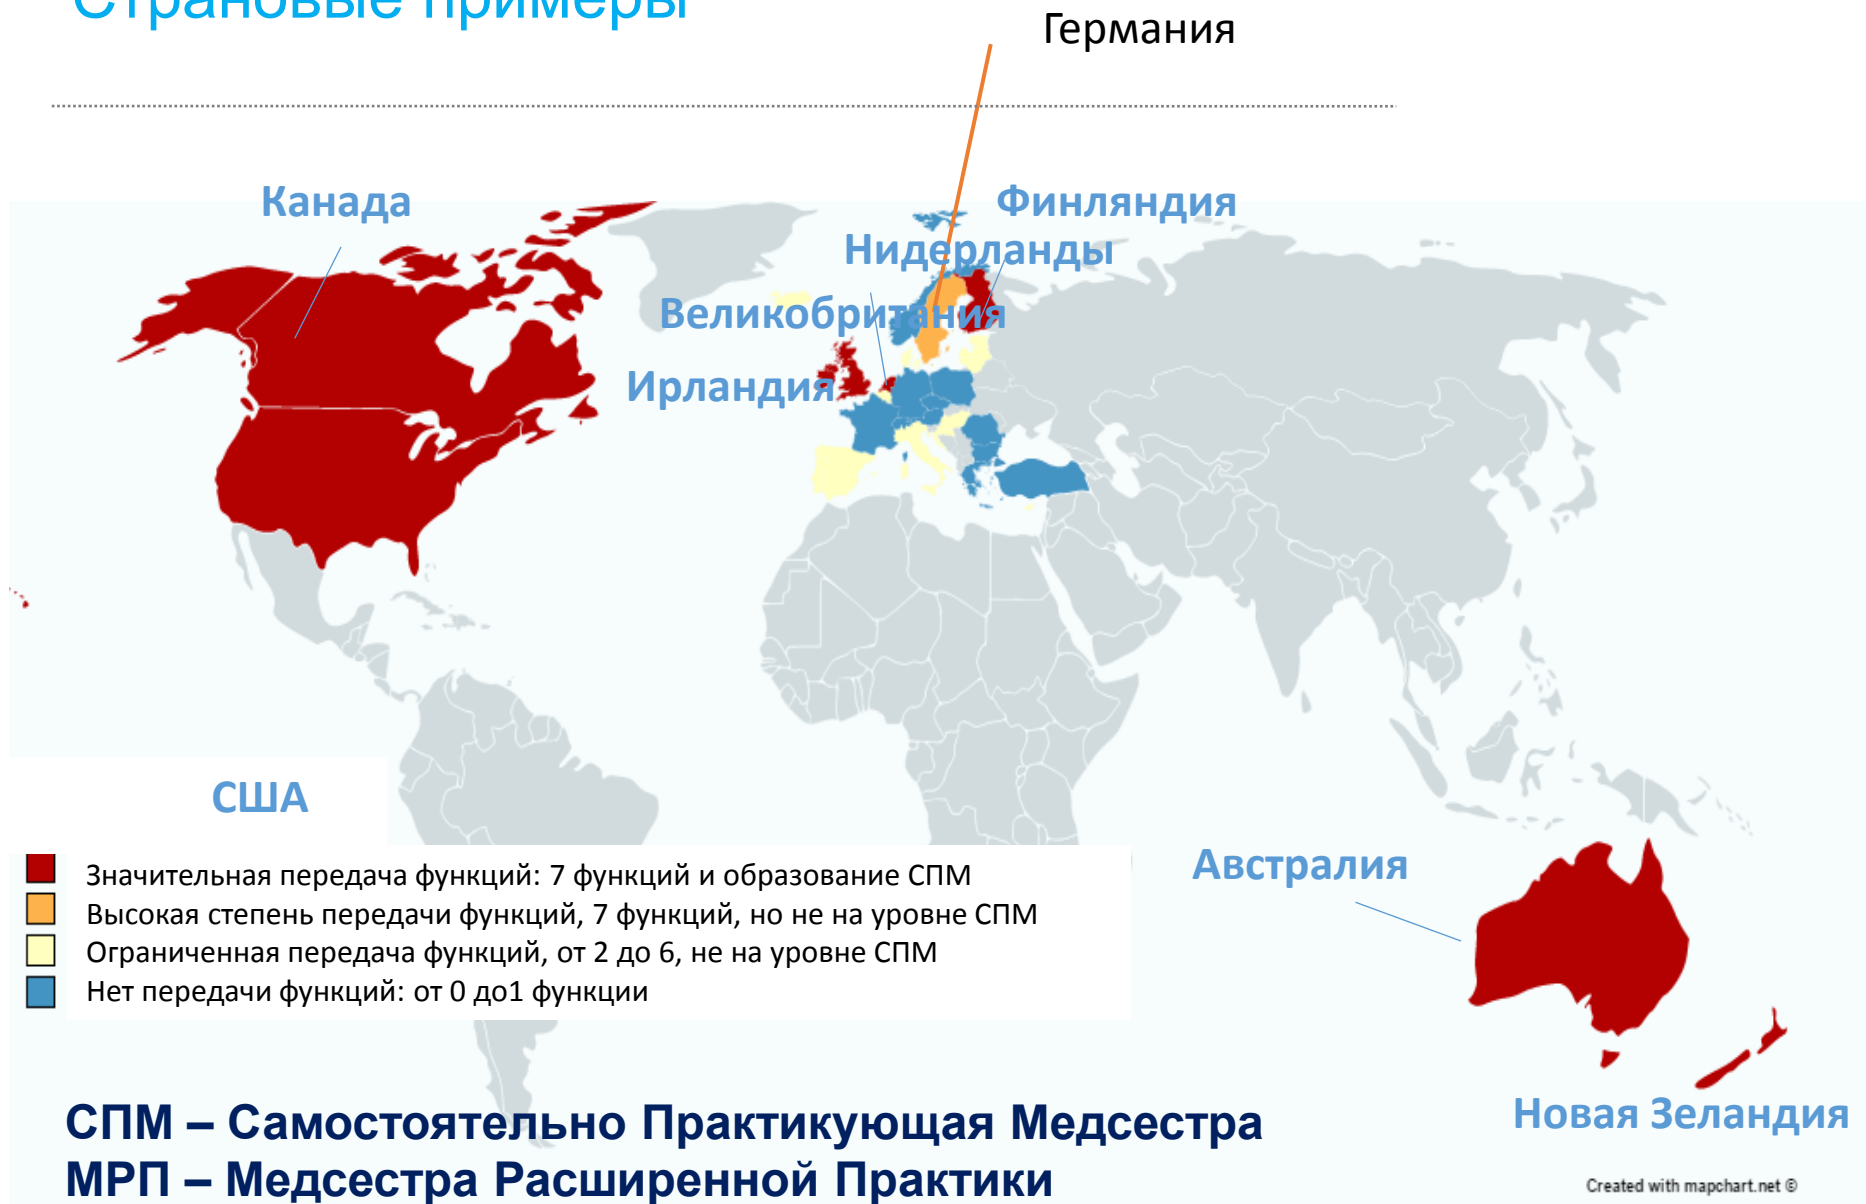 Страновые примеры
Германия
Канада
Финляндия
Нидерланды
Великобритания
Ирландия
США
Значительная передача функций: 7 функций и образование СПМ
Высокая степень передачи функций, 7 функций, но не на уровне СПМ
Ограниченная передача функций, от 2 до 6, не на уровне СПМ
Нет передачи функций: от 0 до1 функции
Австралия
Новая Зеландия
СПМ – Самостоятельно Практикующая Медсестра
МРП – Медсестра Расширенной Практики
Created with mapchart.net ©